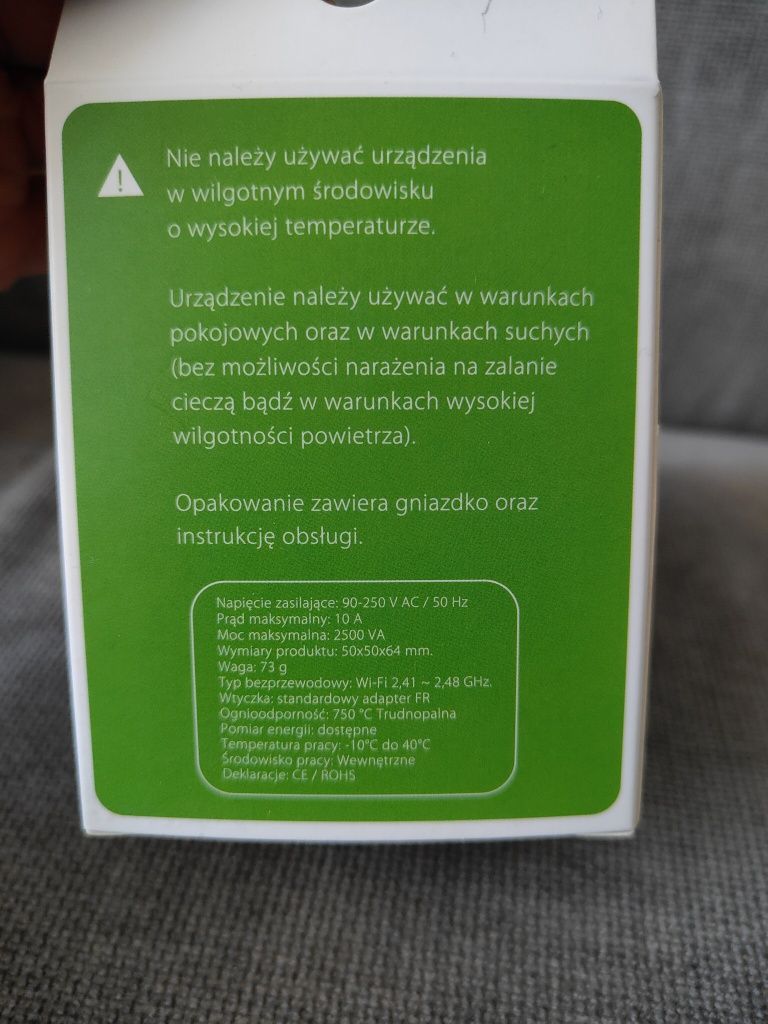 Nie należy używać urządzenia
w wilgotnym środowisku
o wysokiej temperaturze.
Urządzenie należy używać w warunkach
pokojowych oraz w warunkach suchych
(bez możliwości narażenia na zalanie
cieczą bądź w warunkach wysokiej
wilgotności powietrza).
Opakowanie zawiera gniazdko oraz
instrukcję obsługi.
Napięcie zasilające: 90-250 V AC / 50 Hz
Prąd maksymalny: 10 A
Moc maksymalna: 2500 VA
Wymiary produktu: 50x50x64 mm.
Waga: 73 g
Typ bezprzewodowy: Wi-Fi 2,41 ~ 2,48 GHz.
Wtyczka: standardowy adapter FR
Ognioodporność: 750 °C Trudnopalna
Pomiar energii: dostępne
Temperatura pracy: -10°C do 40°C
Środowisko pracy: Wewnętrzne
Deklaracje: CE / ROHS